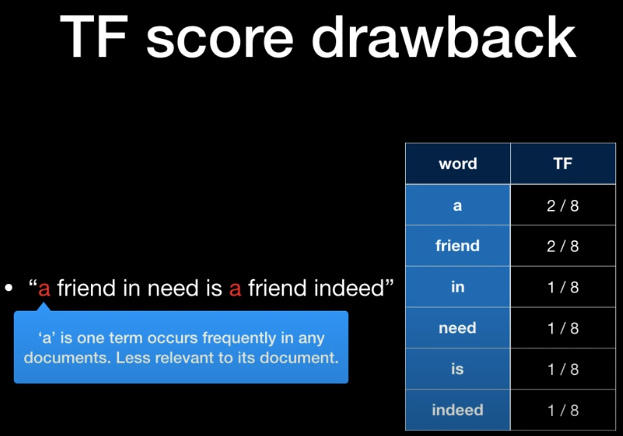 TF score drawback
• “a friend in need is a friend indeed”
‘a’ is one term occurs frequently in any
documents. Less relevant to its document.
word TF
a 2 / 8
friend 2 / 8
in 1 / 8
need 1 / 8
is 1 / 8
indeed 1 / 8